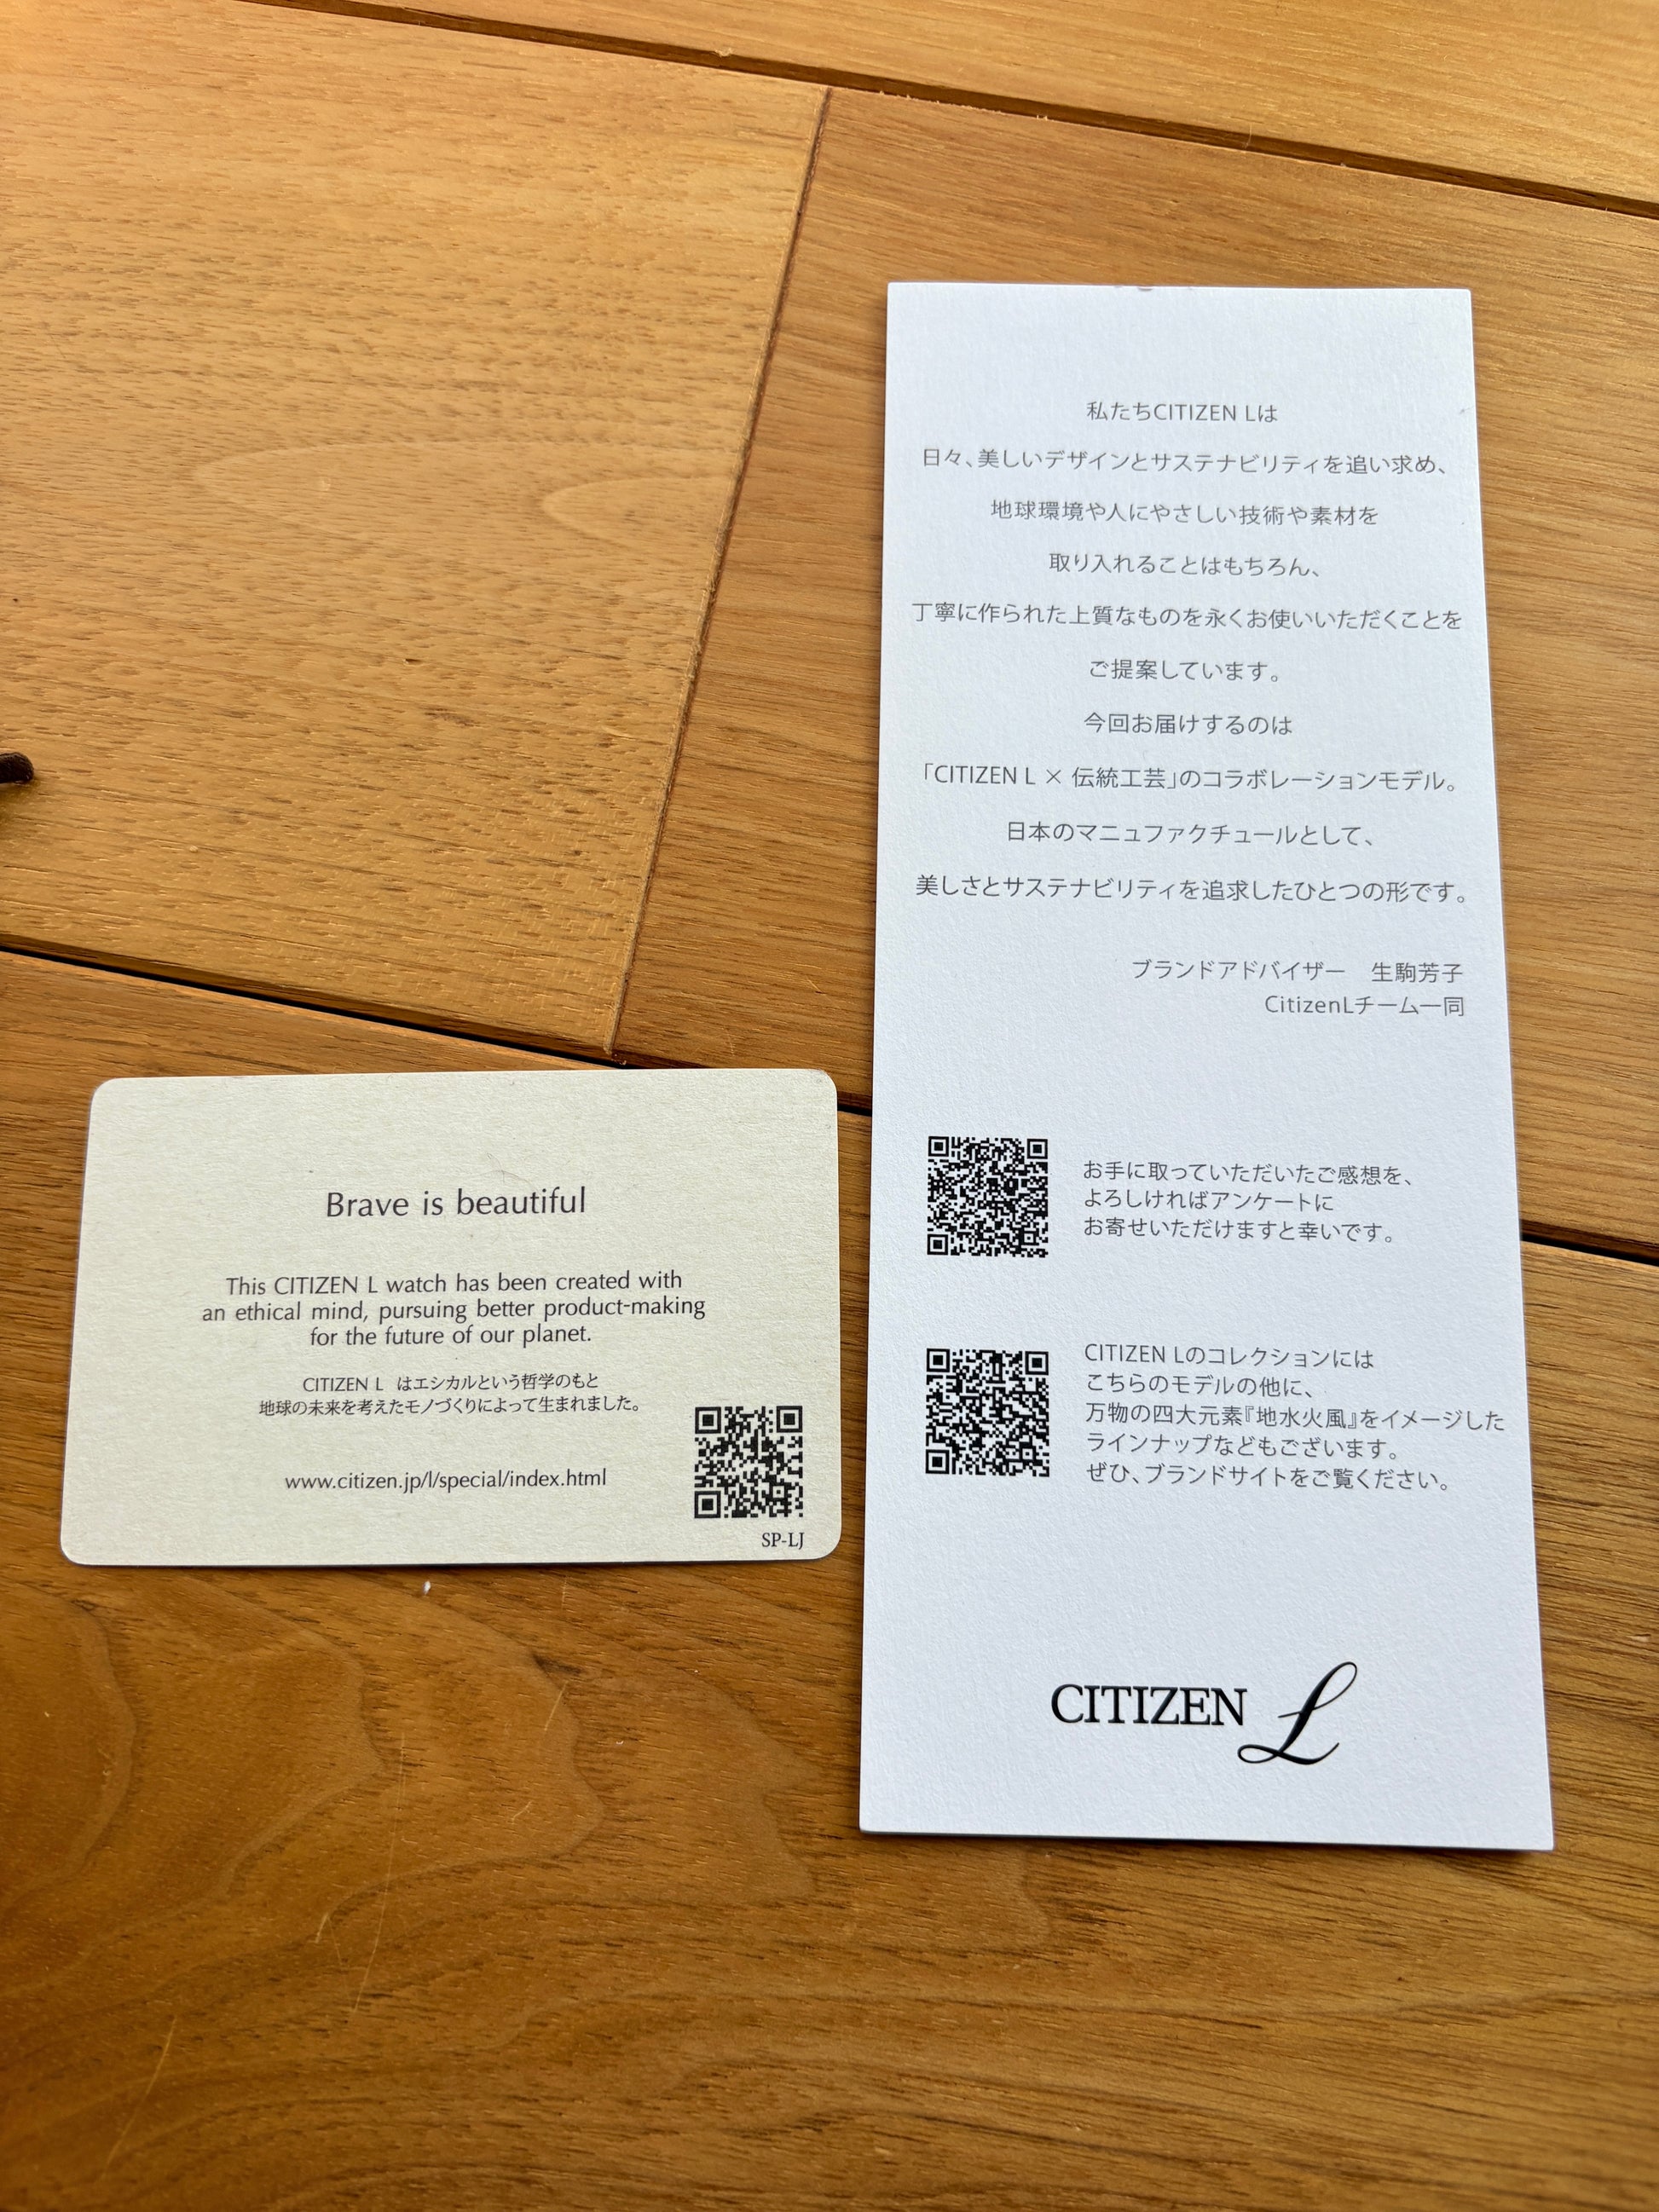 Brave is beautiful
This CITIZEN L watch has been created with
an ethical mind, pursuing better product-making
for the future of our planet.
CITIZEN L はエシカルという哲学のもと
地球の未来を考えたモノづくりによって生まれました。
www.citizen.jp/l/special/index.html
SP-LJ
私たちCITIZEN Lは
日々、美しいデザインとサステナビリティを追い求め、
地球環境や人にやさしい技術や素材を
取り入れることはもちろん、
丁寧に作られた上質なものを永くお使いいただくことを
ご提案しています。
今回お届けするのは
「CITIZEN L × 伝統工芸」のコラボレーションモデル。
日本のマニュファクチュールとして、
美しさとサステナビリティを追求したひとつの形です。
ブランドアドバイザー　生駒芳子
CitizenLチーム一同
お手に取っていただいたご感想を、
よろしければアンケートに
お寄せいただけますと幸いです。
CITIZEN Lのコレクションには
こちらのモデルの他に、
万物の四大元素『地水火風』をイメージした
ラインナップなどもございます。
ぜひ、ブランドサイトをご覧ください。
CITIZEN L